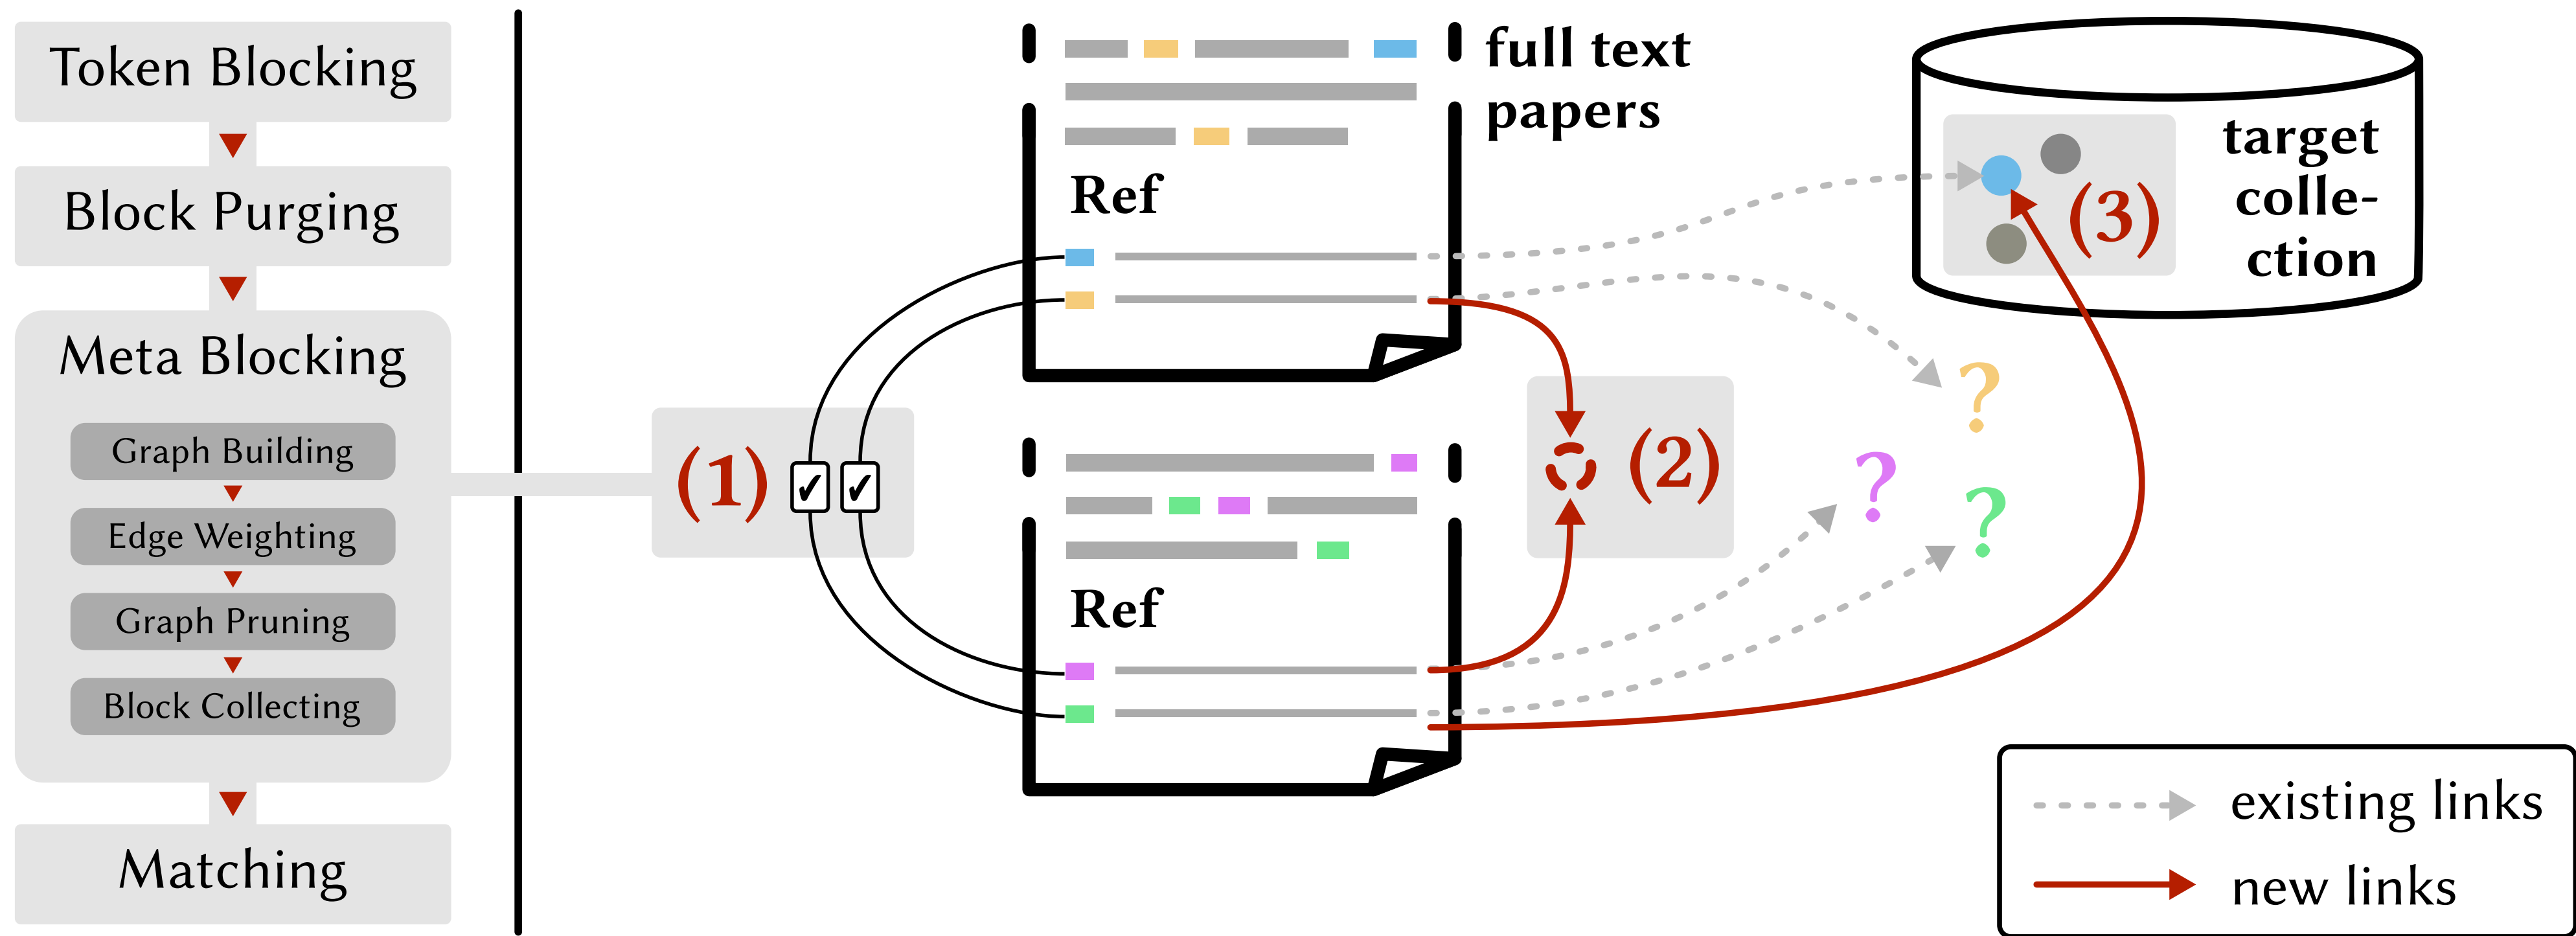 Token Blocking
Block Purging
Meta Blocking
Graph Building
Edge Weighting
Graph Pruning
Block Collecting
Matching
(1)
full text
papers
Ref
Ref
(2)
target
colle-
ction
(3)
?
?
?
existing links
new links